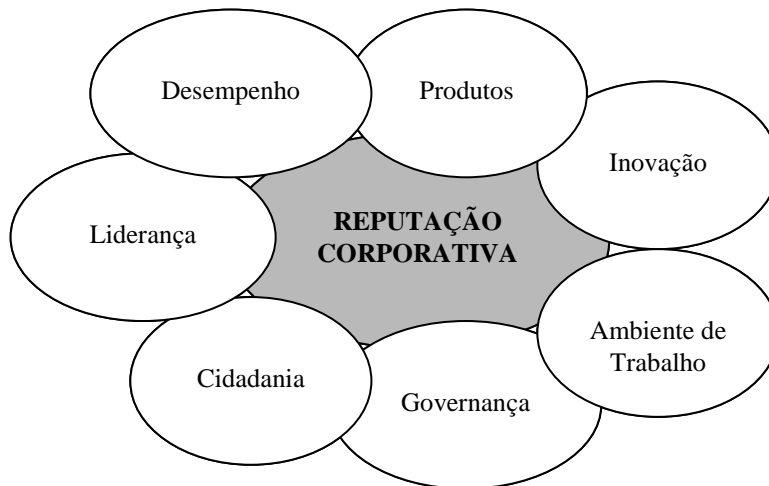 Desempenho
Produtos
Inovação
Liderança
REPUTAÇÃO
CORPORATIVA
Ambiente de
Trabalho
Cidadania
Governança